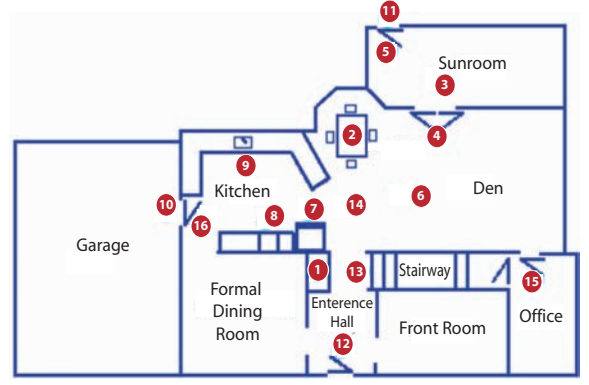 11
5
Sunroom
3
2
4
9
Kitchen
Den
10
6
7
14
8
16
Garage
1
13
Stairway
15
Formal
Dining
Room
Enterence
Hall
12
Front Room
Office